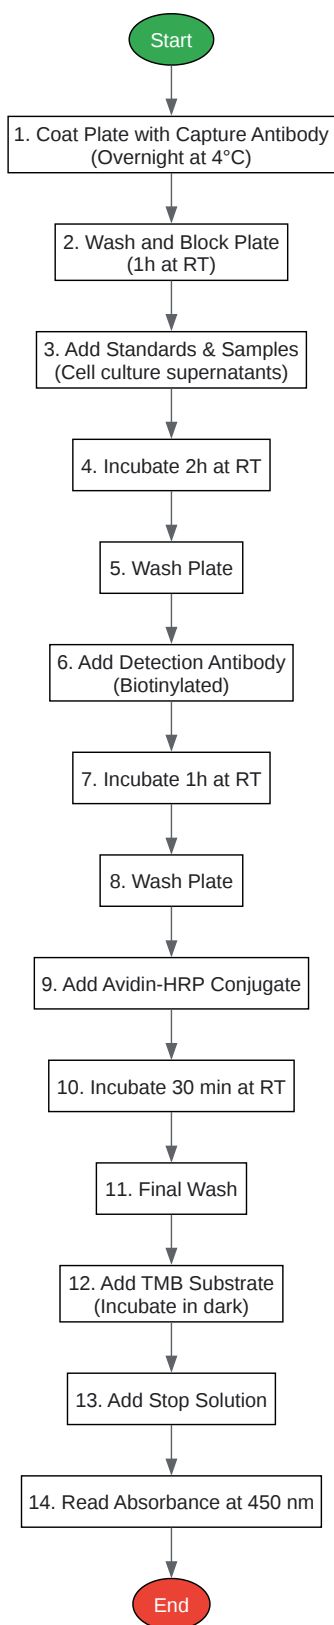 Start
1. Coat Plate with Capture Antibody
(Overnight at 4°C)
2. Wash and Block Plate
(1h at RT)
3. Add Standards & Samples
(Cell culture supernatants)
4. Incubate 2h at RT
5. Wash Plate
6. Add Detection Antibody
(Biotinylated)
7. Incubate 1h at RT
8. Wash Plate
9. Add Avidin-HRP Conjugate
10. Incubate 30 min at RT
11. Final Wash
12. Add TMB Substrate
(Incubate in dark)
13. Add Stop Solution
14. Read Absorbance at 450 nm
End